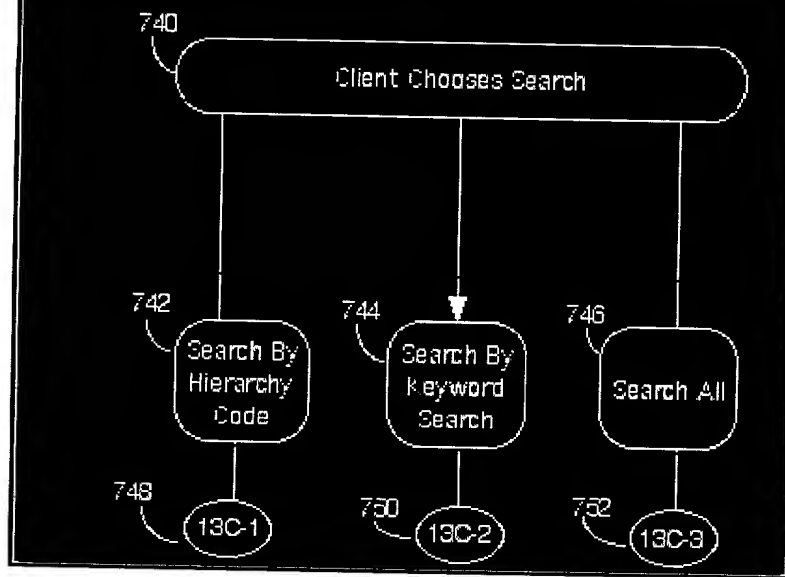 740
Client Chooses Search
742
Search By
Hierarchy
Code
744
Search By
Keyword
Search
746
Search All
748
13C-1
750
13C-2
752
13C-3